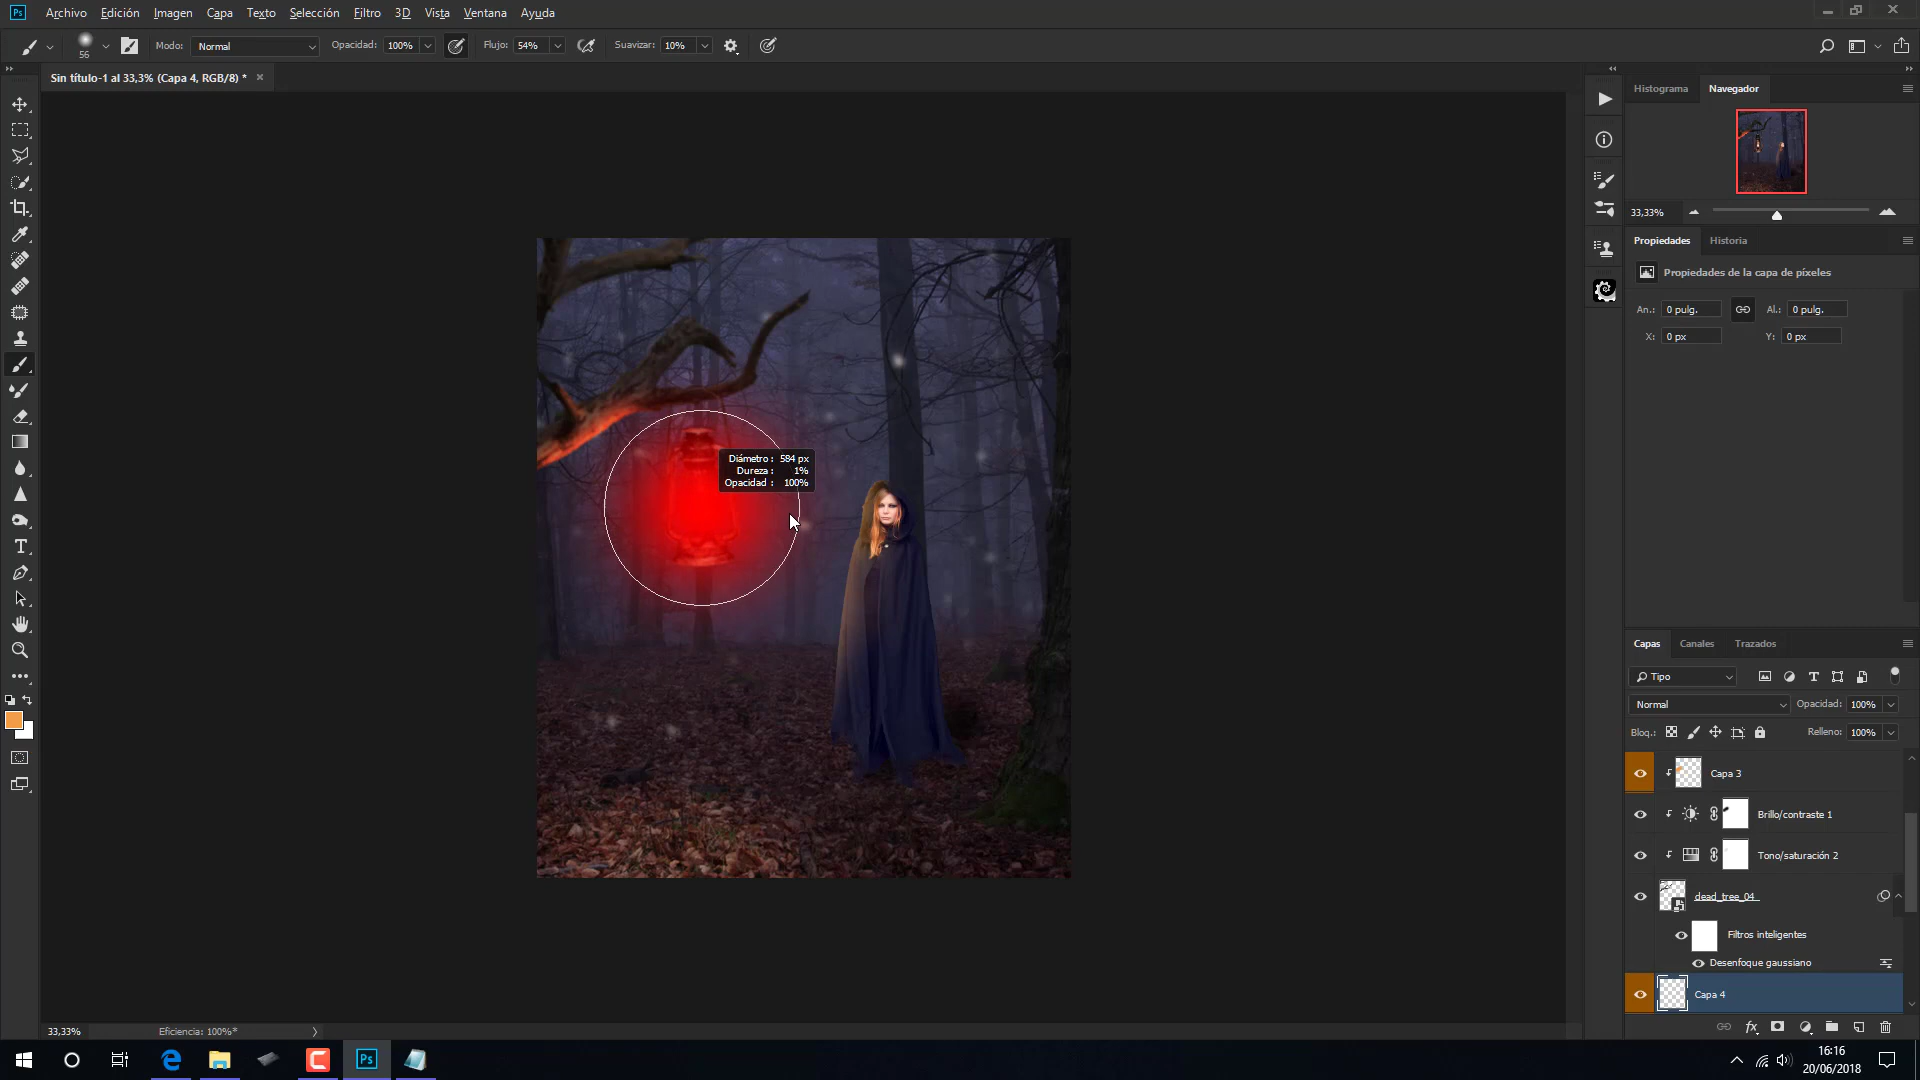 Ps Archivo Edición Imagen Capa Texto Selección Filtro 3D Vista Ventana Ayuda
56 Modo: Normal Opacidad: 100% Flujo: 54% Suavizar: 10%
Sin título-1 al 33,3% (Capa 4, RGB/8) * ×
Histograma Navegador
33,33%
Propiedades Historia
Propiedades de la capa de píxeles
An.: 0 pulg. Al.: 0 pulg.
X: 0 px Y: 0 px
Diámetro : 584 px
Dureza : 1%
Opacidad : 100%
Capas Canales Trazados
Tipo
Normal Opacidad: 100%
Bloq.: Relleno: 100%
Capa 3
Brillo/contraste 1
Tono/saturación 2
dead_tree_04
Filtros inteligentes
Desenfoque gaussiano
Capa 4
33,33% Eficiencia: 100%*
16:16
20/06/2018